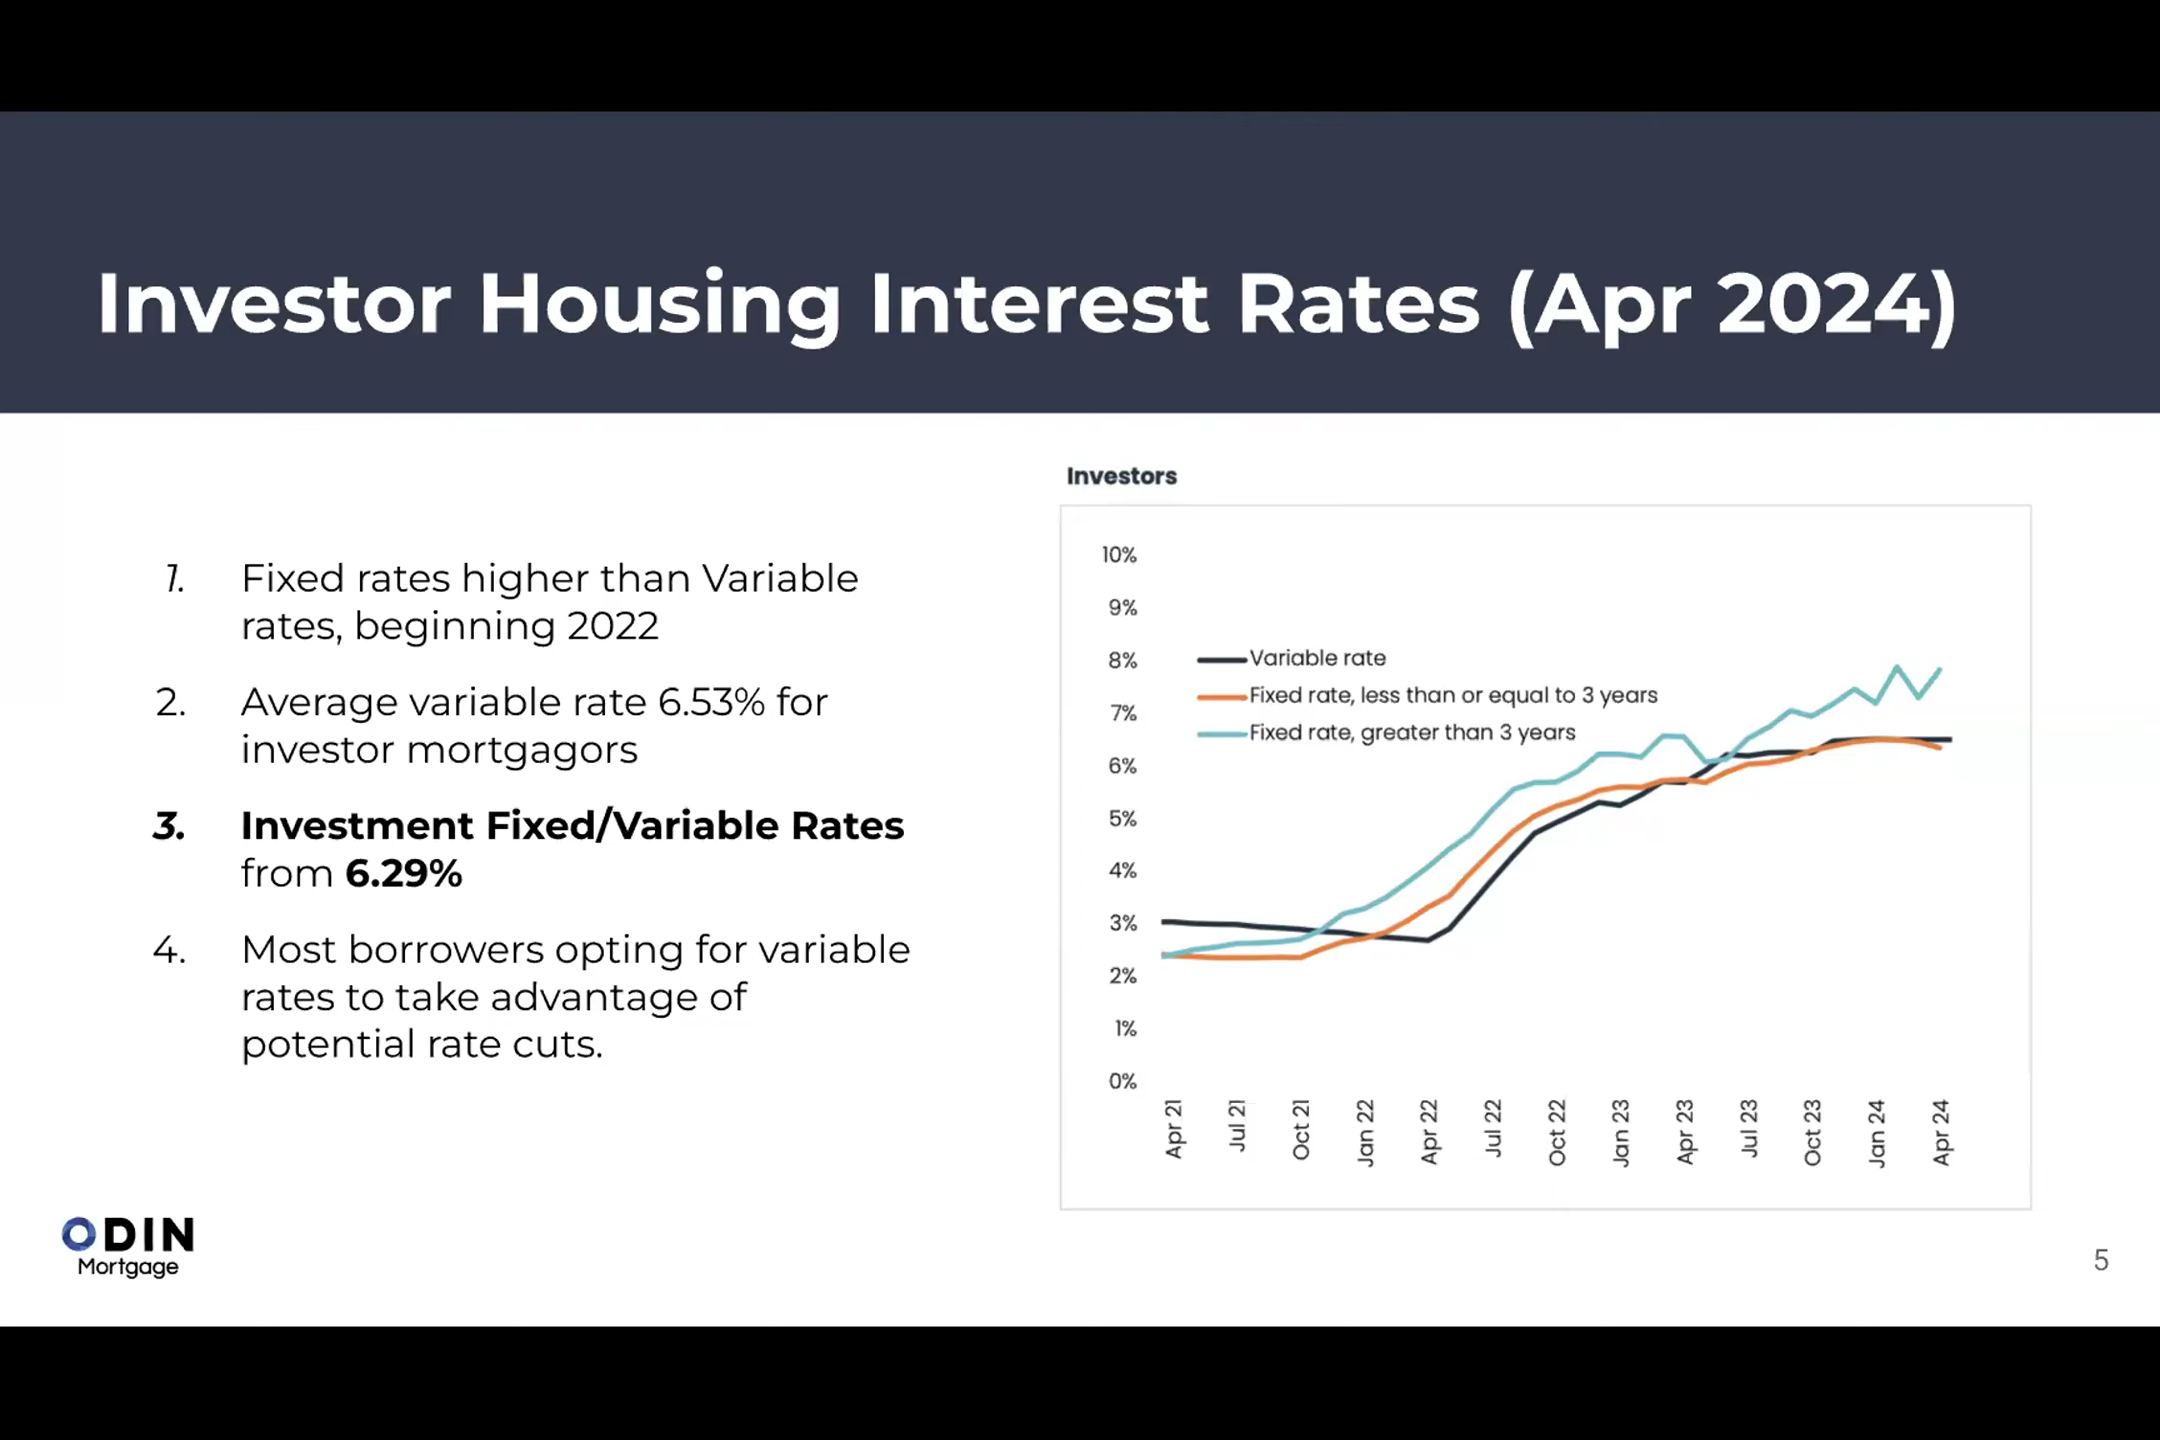 Investor Housing Interest Rates (Apr 2024)
1. Fixed rates higher than Variable
rates, beginning 2022
2. Average variable rate 6.53% for
investor mortgagors
3. Investment Fixed/Variable Rates
from 6.29%
4. Most borrowers opting for variable
rates to take advantage of
potential rate cuts.
Investors
10%
9%
8%
7%
6%
5%
4%
3%
2%
1%
0%
Variable rate
Fixed rate, less than or equal to 3 years
Fixed rate, greater than 3 years
Apr 21
Jul 21
Oct 21
Jan 22
Apr 22
Jul 22
Oct 22
Jan 23
Apr 23
Jul 23
Oct 23
Jan 24
Apr 24
ODIN
Mortgage
5